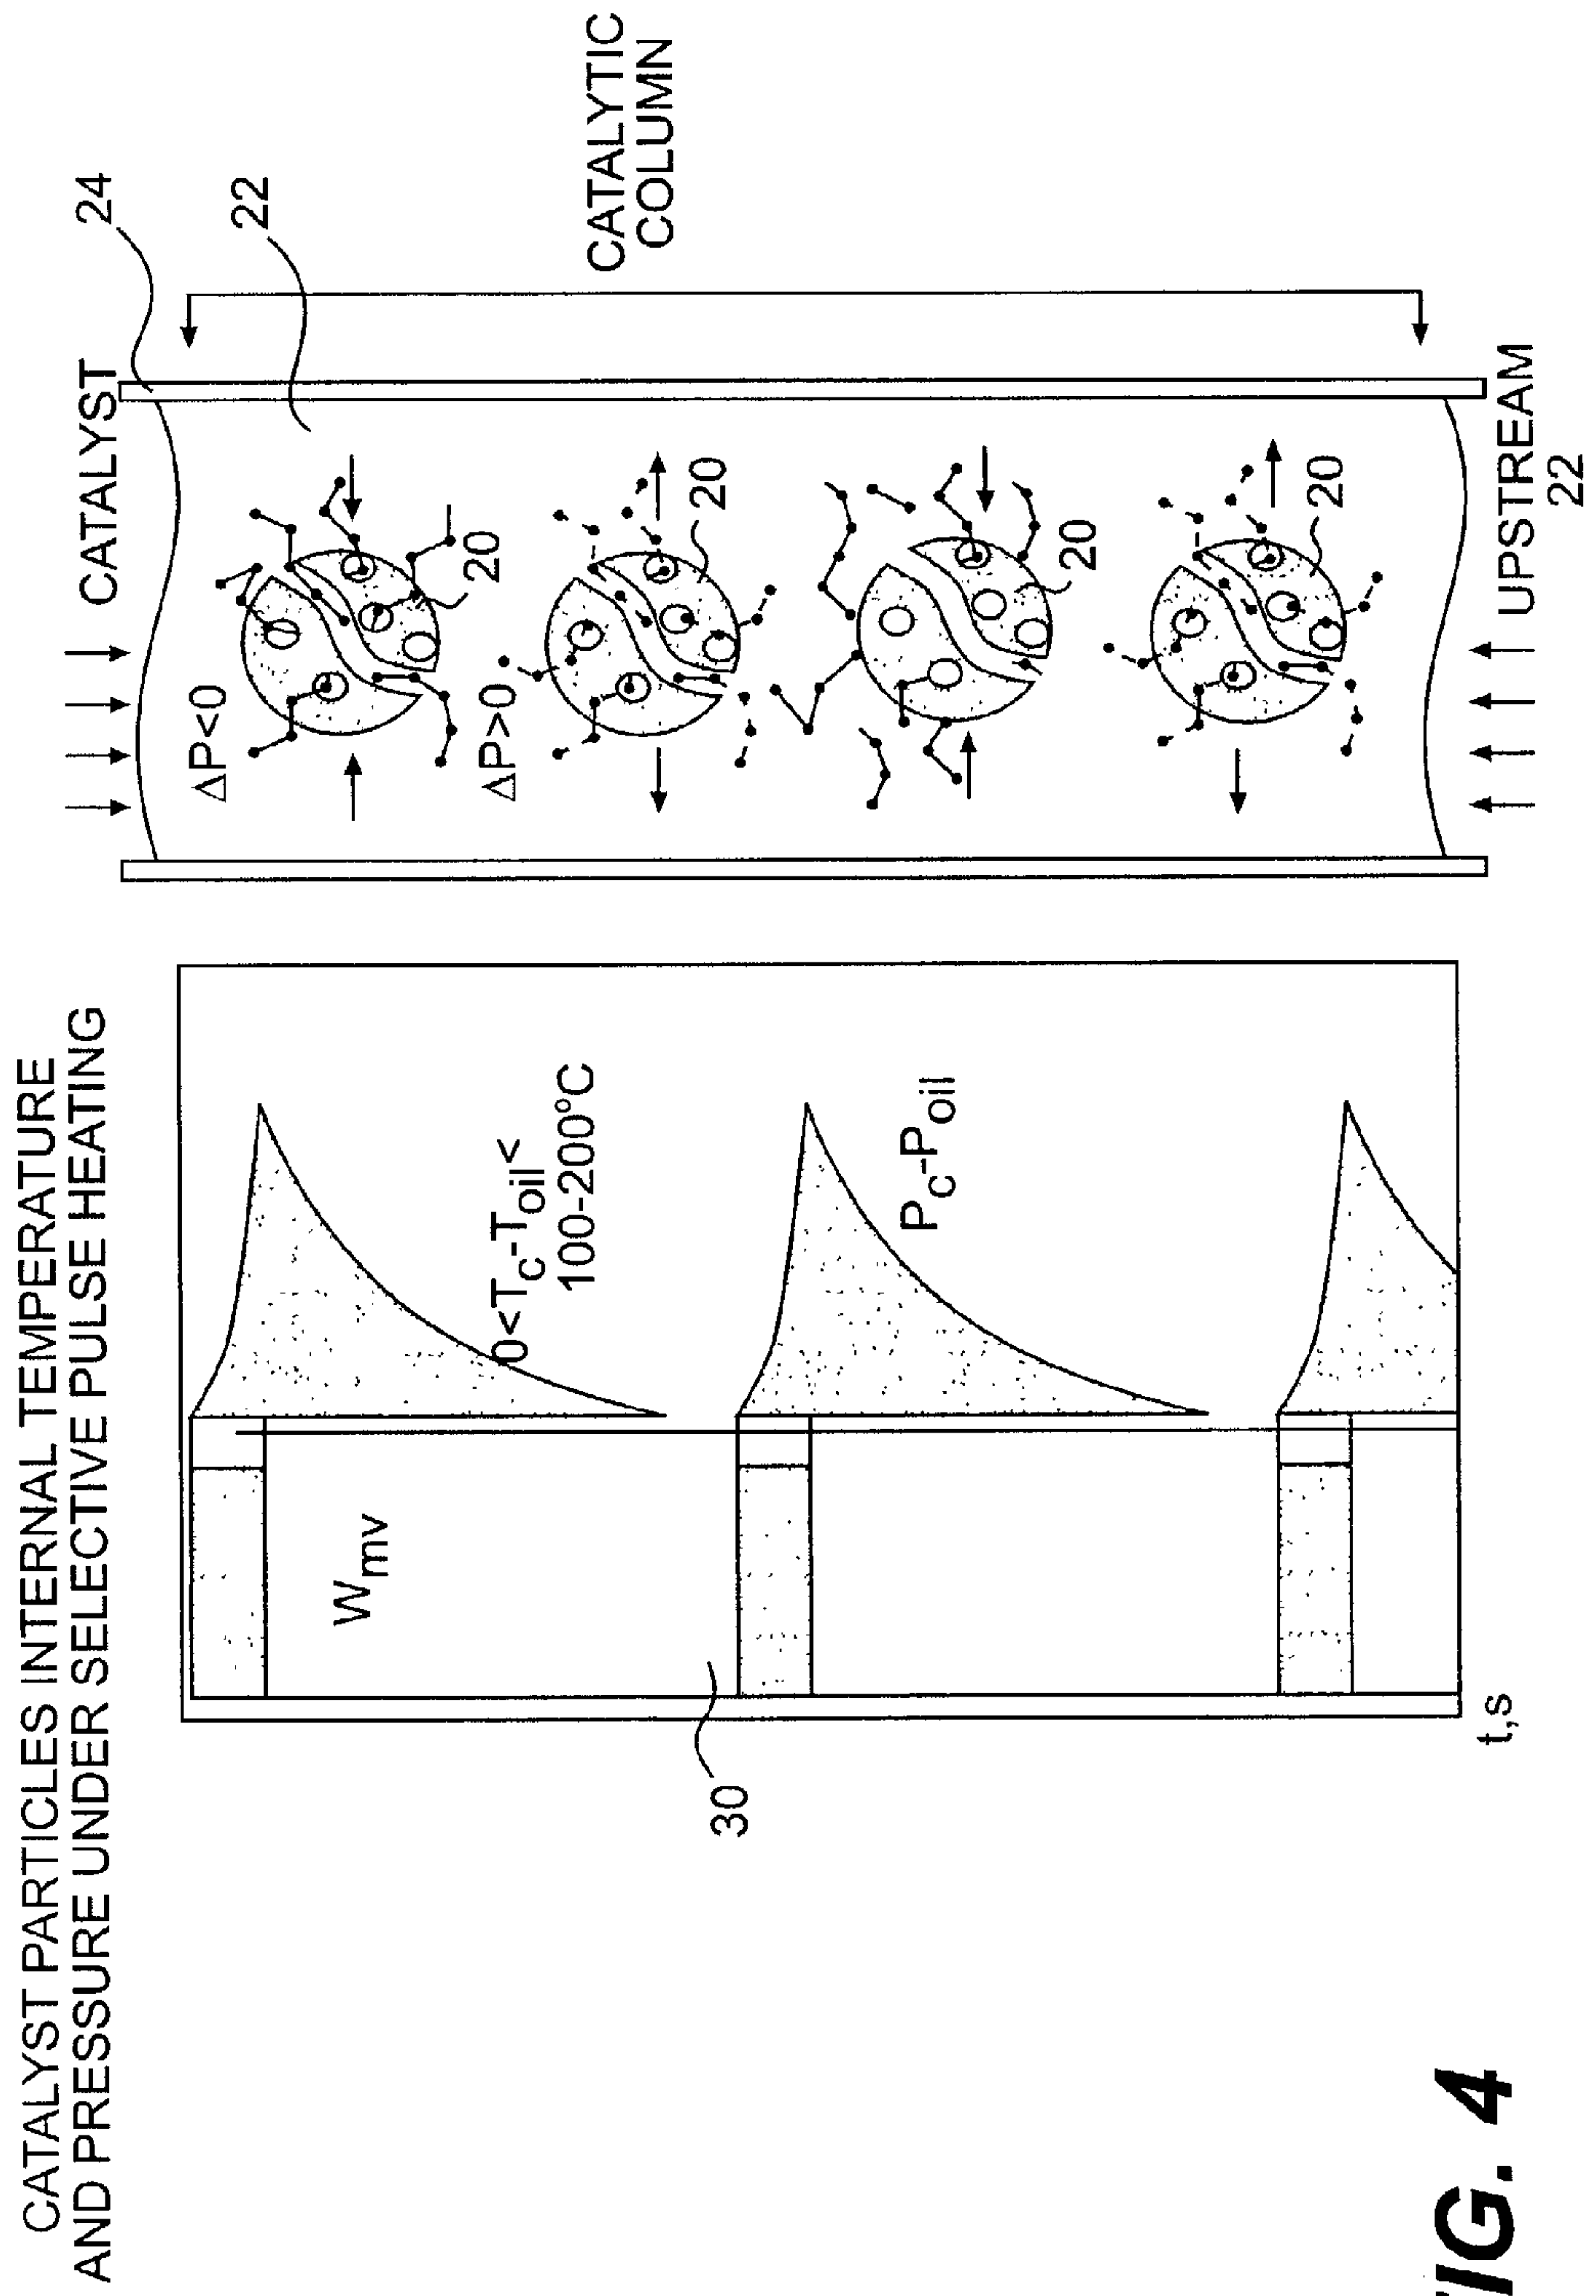 CATALYST PARTICLES INTERNAL TEMPERATURE
AND PRESSURE UNDER SELECTIVE PULSE HEATING
24
22
CATALYST
ΔP<0
20
ΔP>0
20
20
20
CATALYTIC
COLUMN
UPSTREAM
22
W_mv
0<T_c-T_oil<
100-200°C
P_c-P_oil
30
t,s
FIG. 4